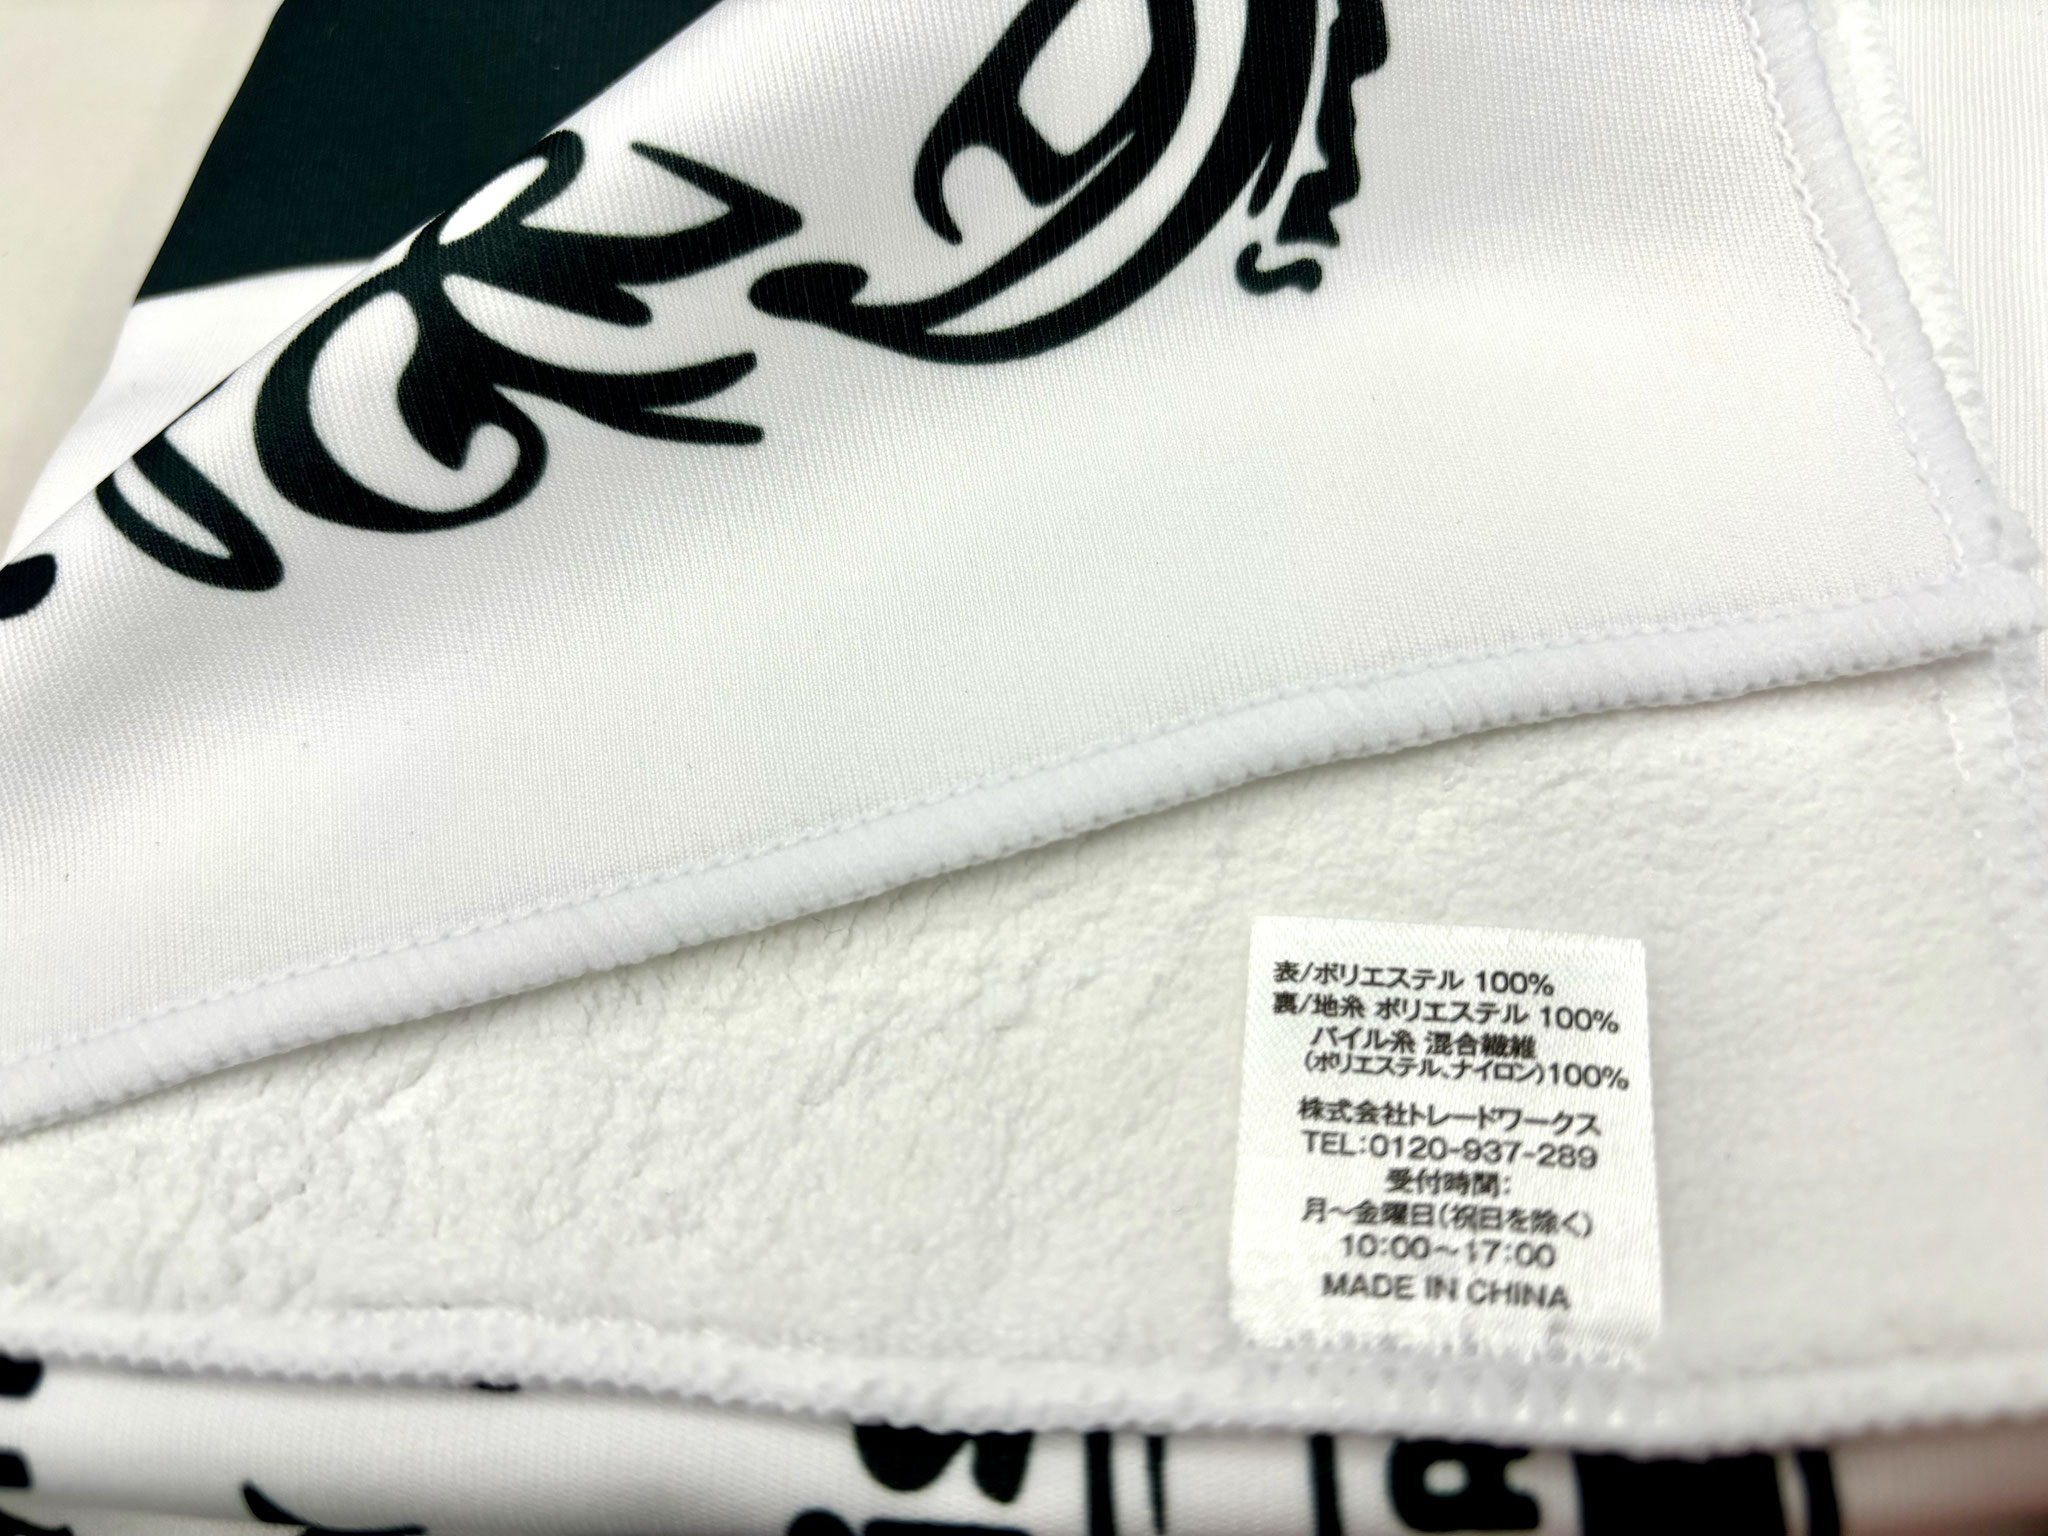 表/ポリエステル 100%
裏/地糸 ポリエステル 100%
パイル糸 混合繊維
(ポリエステル、ナイロン)100%
株式会社トレードワークス
TEL:0120-937-289
受付時間:
月～金曜日(祝日を除く)
10:00～17:00
MADE IN CHINA